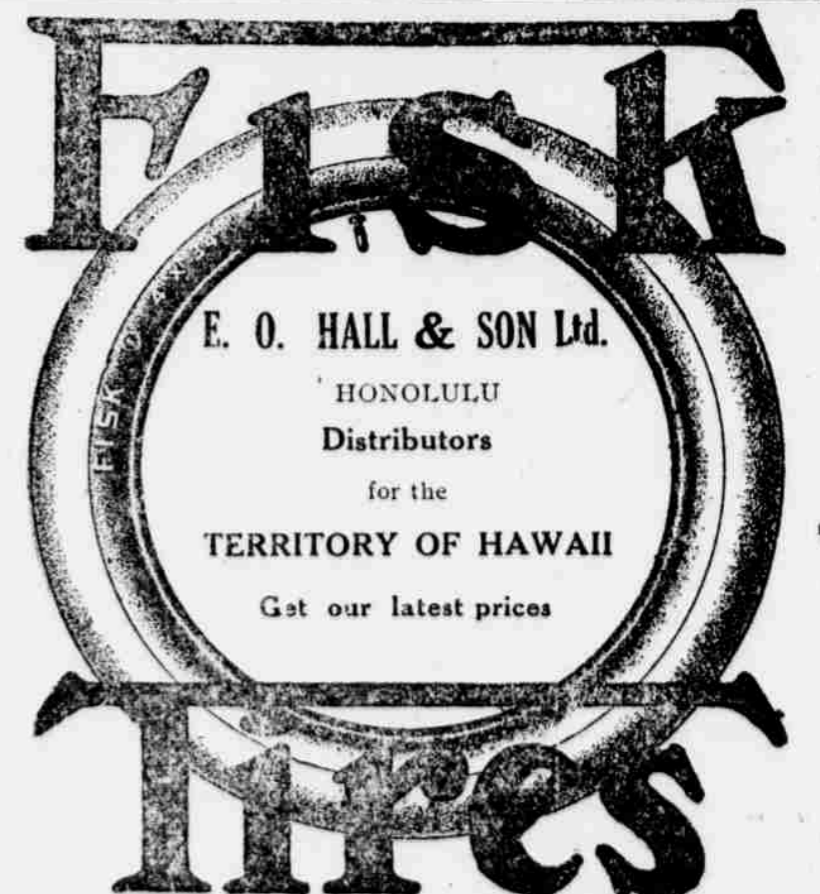 Fisk
E. O. HALL & SON Ltd.
HONOLULU
Distributors
for the
TERRITORY OF HAWAII
Get our latest prices
FISK
Tires